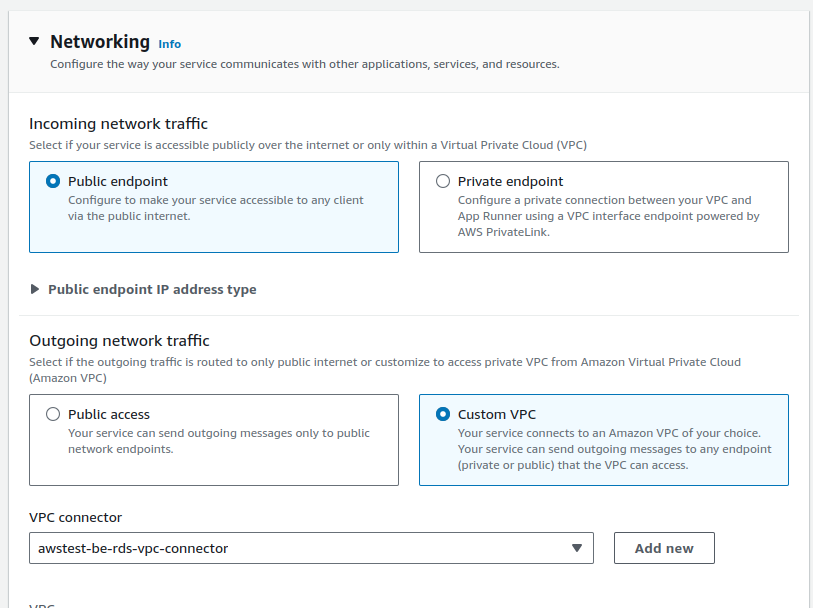 Networking Info
Configure the way your service communicates with other applications, services, and resources.
Incoming network traffic
Select if your service is accessible publicly over the internet or only within a Virtual Private Cloud (VPC)
Public endpoint
Configure to make your service accessible to any client
via the public internet.
Private endpoint
Configure a private connection between your VPC and
App Runner using a VPC interface endpoint powered by
AWS PrivateLink.
Public endpoint IP address type
Outgoing network traffic
Select if the outgoing traffic is routed to only public internet or customize to access private VPC from Amazon Virtual Private Cloud
(Amazon VPC)
Public access
Your service can send outgoing messages only to public
network endpoints.
Custom VPC
Your service connects to an Amazon VPC of your choice.
Your service can send outgoing messages to any endpoint
(private or public) that the VPC can access.
VPC connector
awstest-be-rds-vpc-connector
Add new
VPC